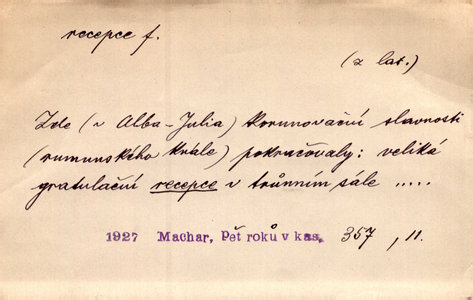 recepce f.
(z lat.)
Zde (v Alba-Julia) korunovační slavnosti
(rumunského krále) pokračovaly: veliká
gratulační recepce v trůnním sále .....
1927 Machar, Pět roků v kas. 357, 11.